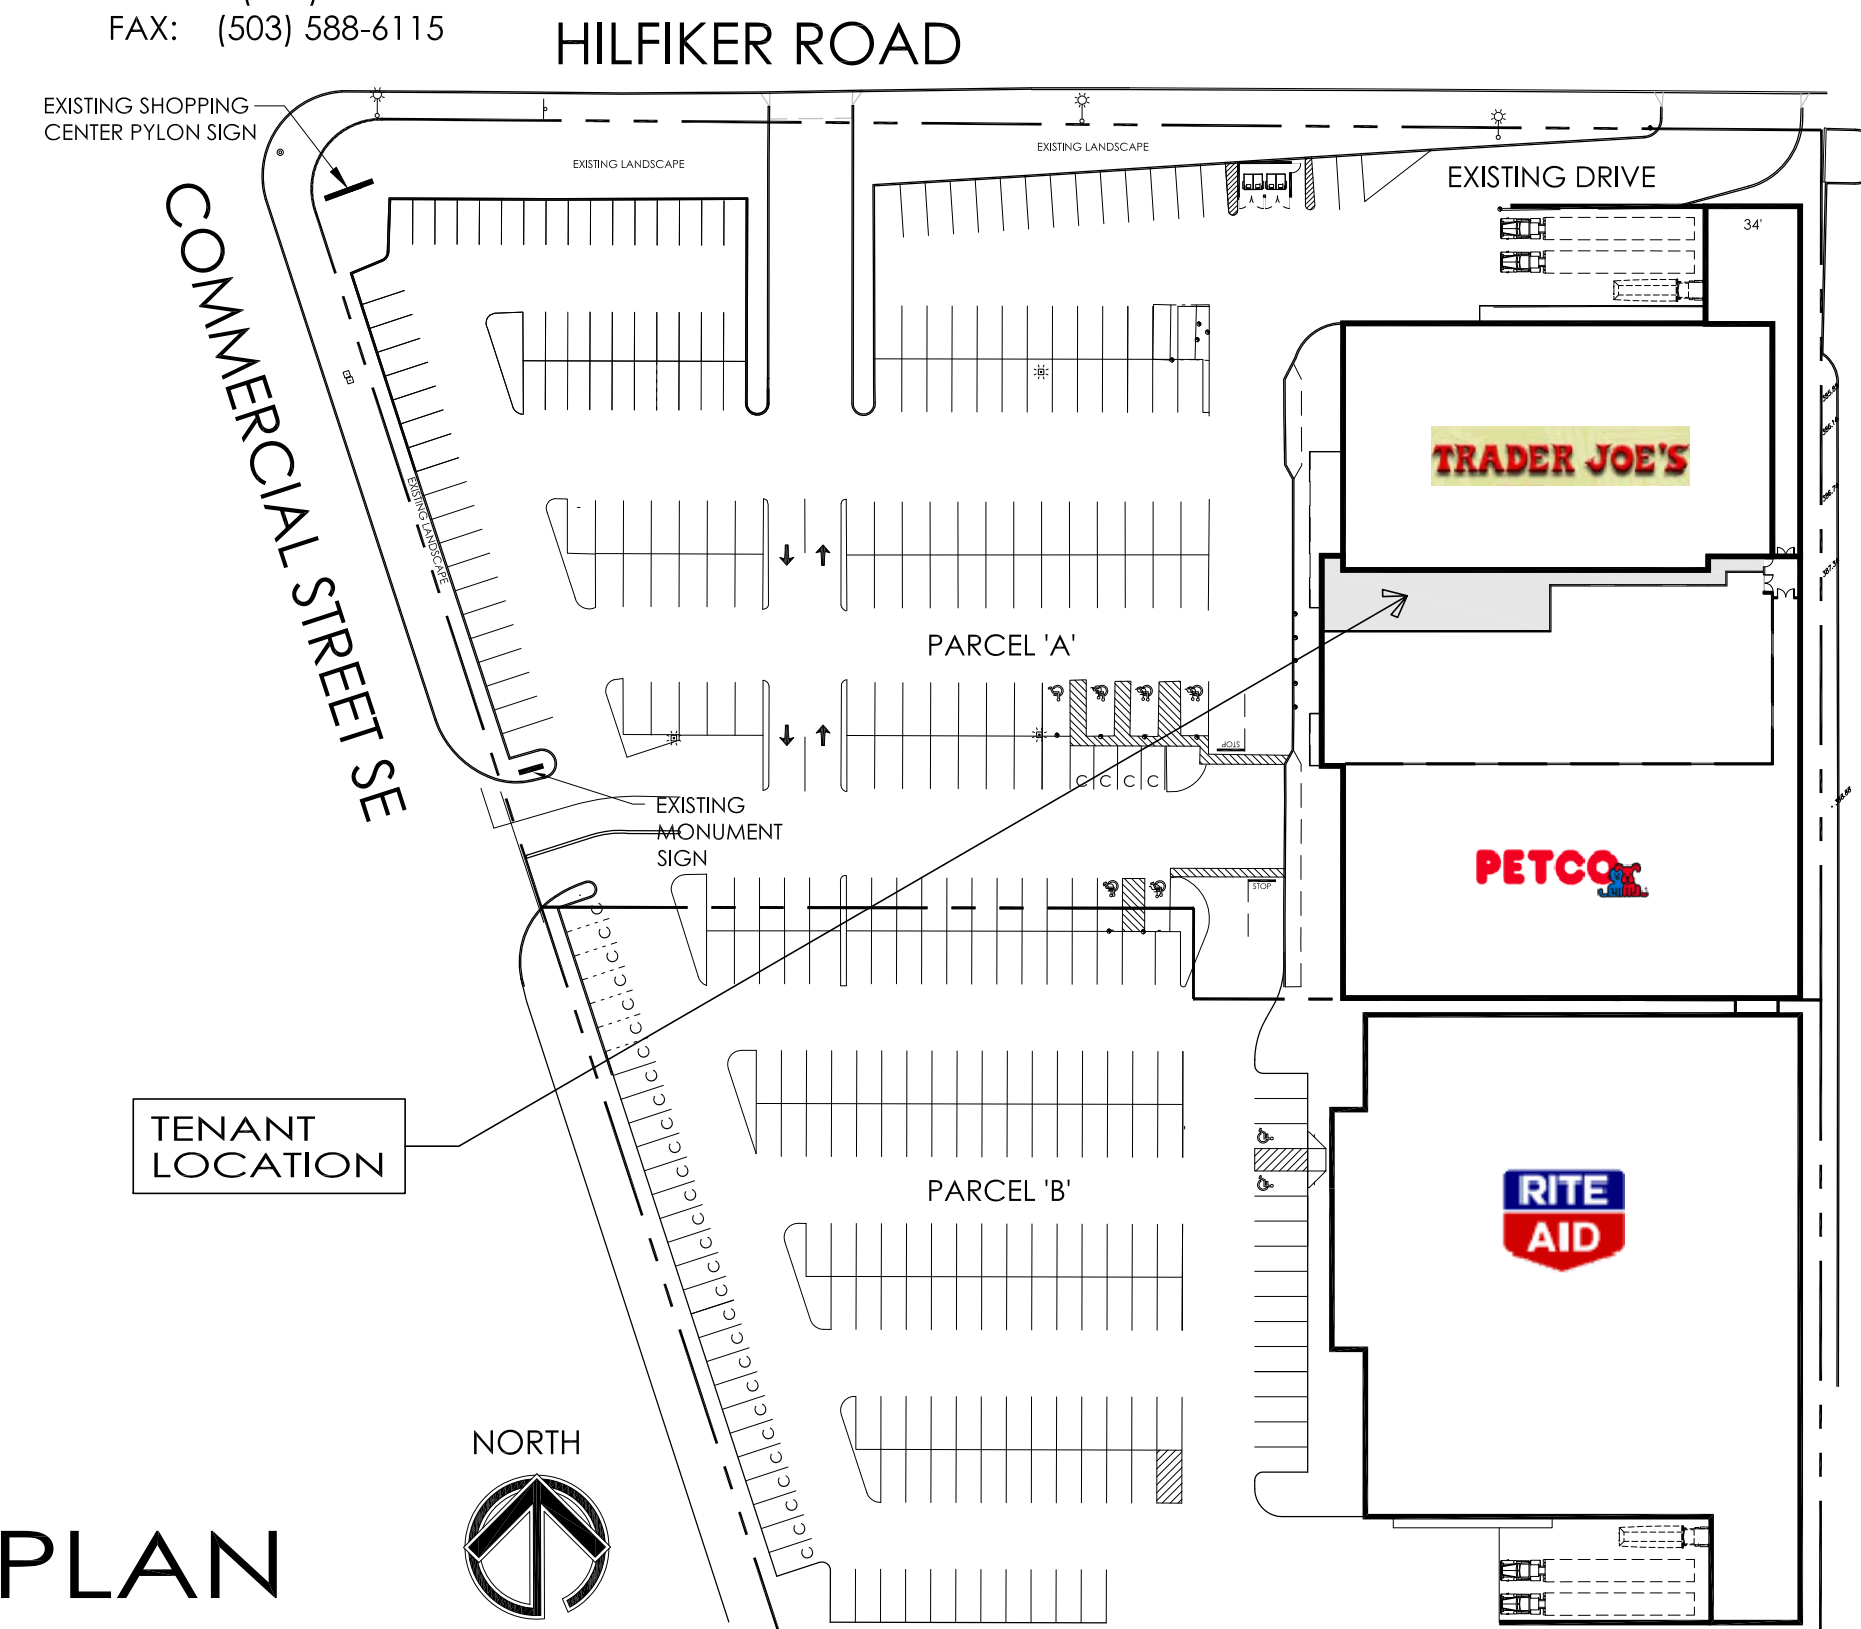 FAX: (503) 588-6115
HILFIKER ROAD
EXISTING SHOPPING
CENTER PYLON SIGN
EXISTING LANDSCAPE
EXISTING LANDSCAPE
EXISTING DRIVE
34'
COMMERCIAL STREET SE
EXISTING LANDSCAPE
TRADER JOE'S
PARCEL 'A'
STOP
C C C C
EXISTING
MONUMENT
SIGN
PETCO
STOP
TENANT
LOCATION
PARCEL 'B'
RITE
AID
NORTH
PLAN